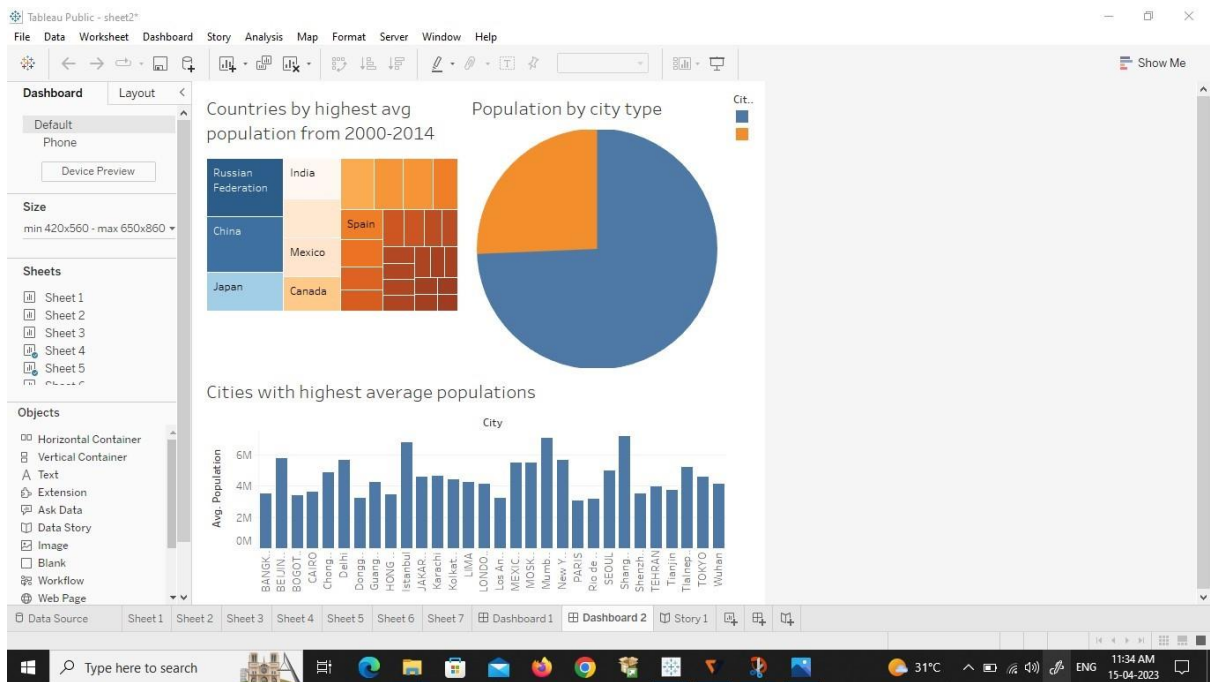 Tableau Public - sheet2*
File Data Worksheet Dashboard Story Analysis Map Format Server Window Help
Show Me
Dashboard Layout
Default
Phone
Device Preview
Size
min 420x560 - max 650x860
Sheets
Sheet 1
Sheet 2
Sheet 3
Sheet 4
Sheet 5
Objects
Horizontal Container
Vertical Container
Text
Extension
Ask Data
Data Story
Image
Blank
Workflow
Web Page
Countries by highest avg
population from 2000-2014
Russian
Federation
China
Japan
India
Mexico
Canada
Spain
Population by city type
Cit..
Cities with highest average populations
City
Avg. Population
6M
4M
2M
0M
BANGK..
BEIJIN..
BOGOT..
CAIRO
Chong..
Delhi
Dongg..
Guang..
HONG ..
Istanbul
JAKAR..
Karachi
Kolkat..
LIMA
LONDO..
Los An..
MEXIC..
MOSK..
Mumb..
New Y..
PARIS
Rio de ..
SEOUL
Shang..
Shenzh..
TEHRAN
Tianjin
Tlalnep..
TOKYO
Wuhan
Data Source Sheet 1 Sheet 2 Sheet 3 Sheet 4 Sheet 5 Sheet 6 Sheet 7 Dashboard 1 Dashboard 2 Story 1
Type here to search
31°C
ENG
11:34 AM
15-04-2023